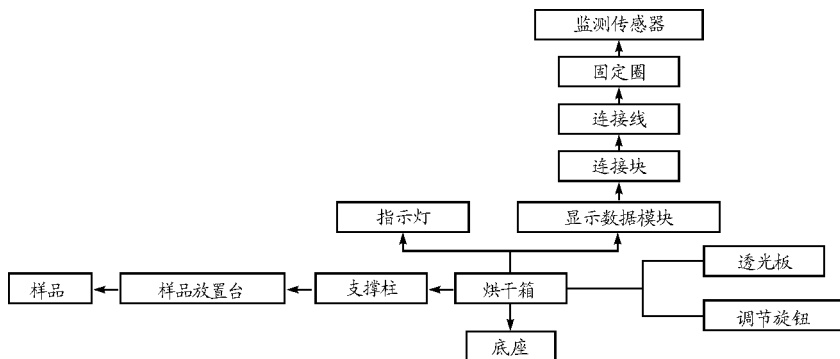 监测传感器
固定圈
连接线
连接块
指示灯
显示数据模块
透光板
样品
样品放置台
支撑柱
烘干箱
调节旋钮
底座